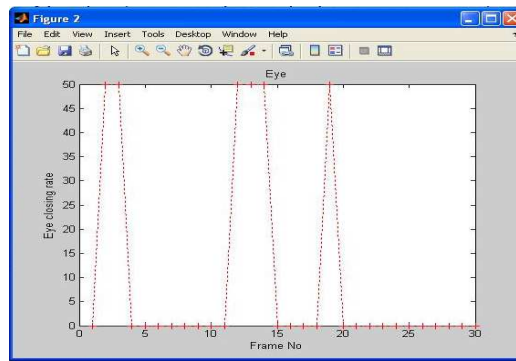 Figure 2
File Edit View Insert Tools Desktop Window Help
Eye
50
45
40
35
30
25
20
15
10
5
0
Eye closing rate
0 5 10 15 20 25 30
Frame No